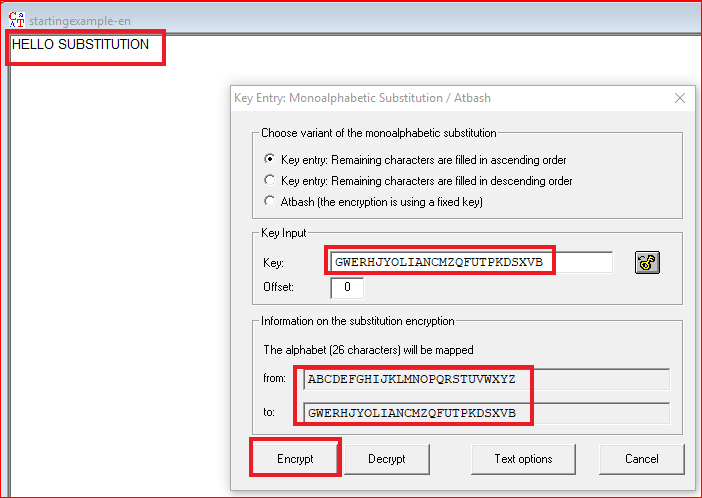 startingexample-en
HELLO SUBSTITUTION
Key Entry: Monoalphabetic Substitution / Atbash
Choose variant of the monoalphabetic substitution
Key entry: Remaining characters are filled in ascending order
Key entry: Remaining characters are filled in descending order
Atbash (the encryption is using a fixed key)
Key Input
Key: GWERHJYOLIANCMZQFUTPKDSXVB
Offset: 0
Information on the substitution encryption
The alphabet (26 characters) will be mapped
from: ABCDEFGHIJKLMNOPQRSTUVWXYZ
to: GWERHJYOLIANCMZQFUTPKDSXVB
Encrypt Decrypt Text options Cancel